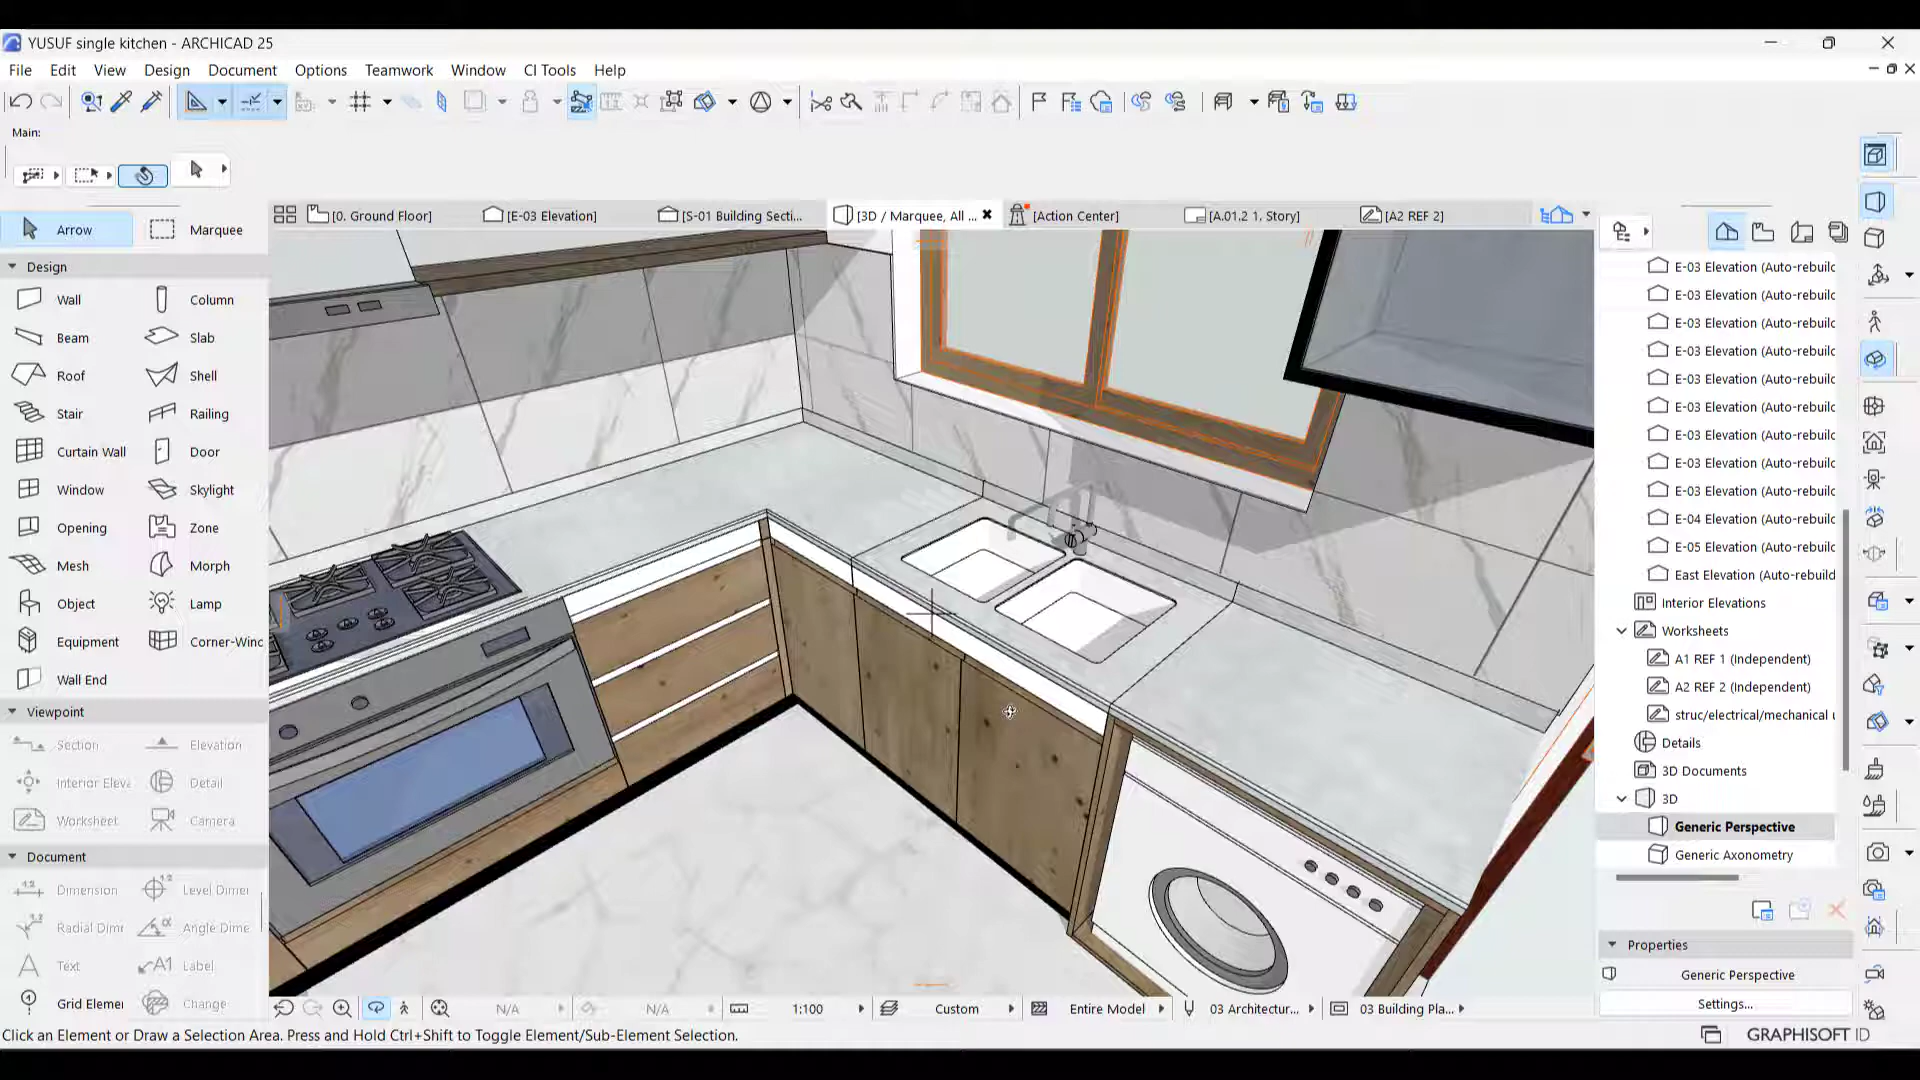 YUSUF single kitchen - ARCHICAD 25
File Edit View Design Document Options Teamwork Window CI Tools Help
Main:
[0. Ground Floor] [E-03 Elevation] [S-01 Building Secti... [3D / Marquee, All ... [Action Center] [A.01.2 1. Story] [A2 REF 2]
Arrow Marquee
Design
Wall Column
Beam Slab
Roof Shell
Stair Railing
Curtain Wall Door
Window Skylight
Opening Zone
Mesh Morph
Object Lamp
Equipment Corner-Winc
Wall End
Viewpoint
Section Elevation
Interior Eleva Detail
Worksheet Camera
Document
1.2 Dimension Level Dimer
Radial Dim Angle Dime
Text A1 Label
Grid Eleme Change
E-03 Elevation (Auto-rebuilc
E-03 Elevation (Auto-rebuilc
E-03 Elevation (Auto-rebuilc
E-03 Elevation (Auto-rebuilc
E-03 Elevation (Auto-rebuilc
E-03 Elevation (Auto-rebuilc
E-03 Elevation (Auto-rebuilc
E-03 Elevation (Auto-rebuilc
E-03 Elevation (Auto-rebuilc
E-04 Elevation (Auto-rebuilc
E-05 Elevation (Auto-rebuilc
East Elevation (Auto-rebuild
Interior Elevations
Worksheets
A1 REF 1 (Independent)
A2 REF 2 (Independent)
struc/electrical/mechanical u
Details
3D Documents
3D
Generic Perspective
Generic Axonometry
Properties
Generic Perspective
Settings...
N/A N/A 1:100 Custom Entire Model 03 Architectur... 03 Building Pla...
Click an Element or Draw a Selection Area. Press and Hold Ctrl+Shift to Toggle Element/Sub-Element Selection.
GRAPHISOFT ID